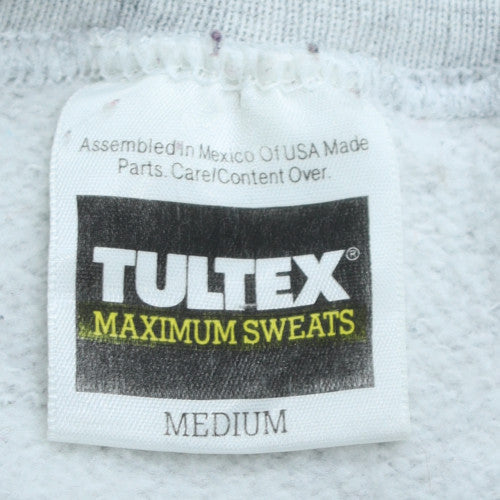 Assembled In Mexico Of USA Made
Parts. Care/Content Over.
TULTEX®
MAXIMUM SWEATS
MEDIUM